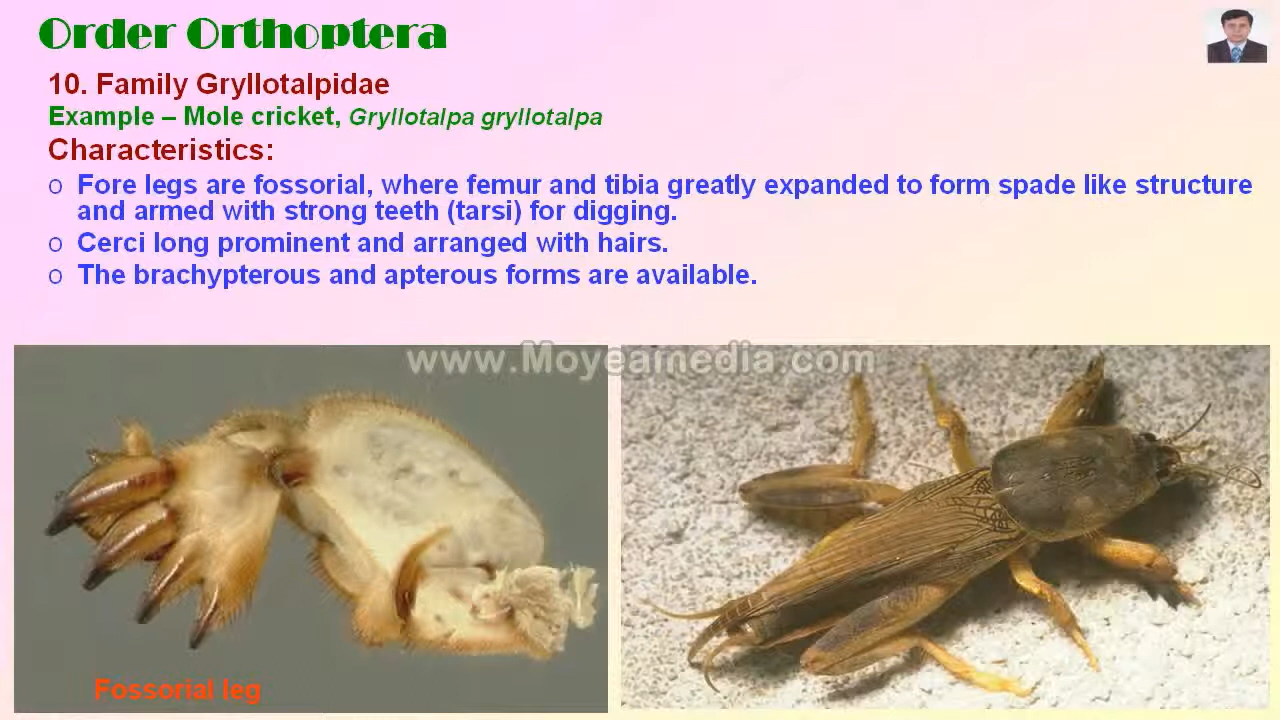 Order Orthoptera
10. Family Gryllotalpidae
Example – Mole cricket, Gryllotalpa gryllotalpa
Characteristics:
o Fore legs are fossorial, where femur and tibia greatly expanded to form spade like structure
and armed with strong teeth (tarsi) for digging.
o Cerci long prominent and arranged with hairs.
o The brachypterous and apterous forms are available.
www.Moyeamedia.com
Fossorial leg